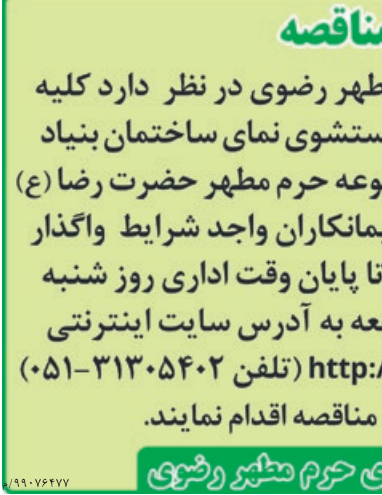 مناقصه
مطهر رضوی در نظر دارد کلیه
ستشوی نمای ساختمان بنیاد
وعه حرم مطهر حضرت رضا (ع)
یمانکاران واجد شرایط واگذار
تا پایان وقت اداری روز شنبه
عه به آدرس سایت اینترنتی
http:/ (تلفن ۳۱۳۰۵۴۰۲-۰۵۱)
مناقصه اقدام نمایند.
ی حرم مطهر رضوی
۹۹۰۷۶۴۷۷/م